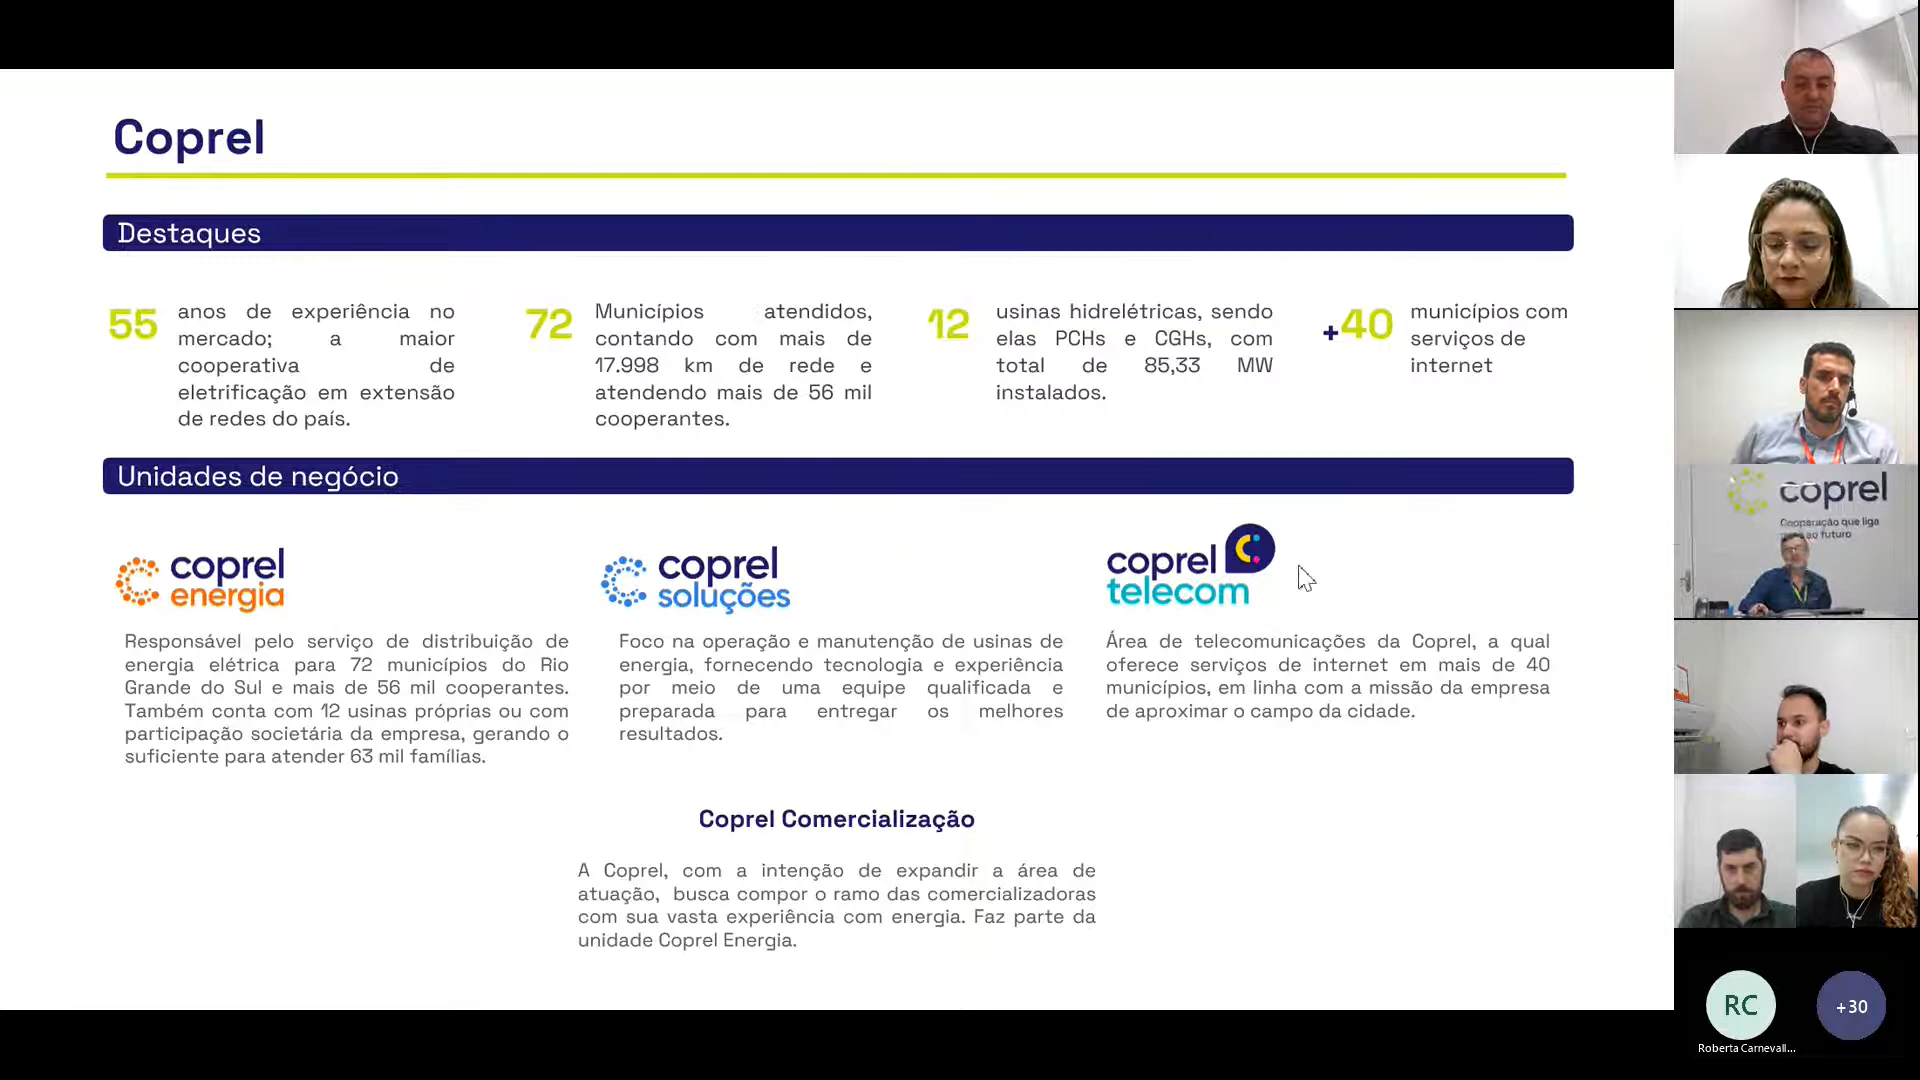 Coprel
Destaques
55
anos de experiência no
mercado; a maior
cooperativa de
eletrificação em extensão
de redes do país.
72
Municípios atendidos,
contando com mais de
17.998 km de rede e
atendendo mais de 56 mil
cooperantes.
12
usinas hidrelétricas, sendo
elas PCHs e CGHs, com
total de 85,33 MW
instalados.
+40
municípios com
serviços de
internet
Unidades de negócio
coprel
energia
Responsável pelo serviço de distribuição de
energia elétrica para 72 municípios do Rio
Grande do Sul e mais de 56 mil cooperantes.
Também conta com 12 usinas próprias ou com
participação societária da empresa, gerando o
suficiente para atender 63 mil famílias.
coprel
soluções
Foco na operação e manutenção de usinas de
energia, fornecendo tecnologia e experiência
por meio de uma equipe qualificada e
preparada para entregar os melhores
resultados.
coprel
telecom
Área de telecomunicações da Coprel, a qual
oferece serviços de internet em mais de 40
municípios, em linha com a missão da empresa
de aproximar o campo da cidade.
Coprel Comercialização
A Coprel, com a intenção de expandir a área de
atuação, busca compor o ramo das comercializadoras
com sua vasta experiência com energia. Faz parte da
unidade Coprel Energia.
coprel
Cooperação que liga
ao futuro
RC
+30
Roberta Carnevall...